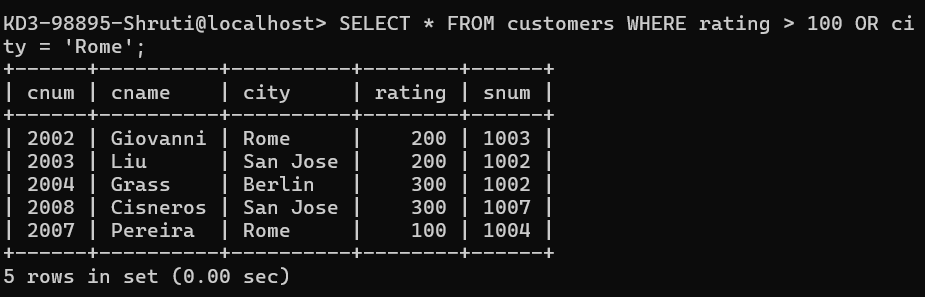 KD3-98895-Shruti@localhost> SELECT * FROM customers WHERE rating > 100 OR ci
ty = 'Rome';
+------+----------+----------+--------+------+
| cnum | cname    | city     | rating | snum |
+------+----------+----------+--------+------+
| 2002 | Giovanni | Rome     |    200 | 1003 |
| 2003 | Liu      | San Jose |    200 | 1002 |
| 2004 | Grass    | Berlin   |    300 | 1002 |
| 2008 | Cisneros | San Jose |    300 | 1007 |
| 2007 | Pereira  | Rome     |    100 | 1004 |
+------+----------+----------+--------+------+
5 rows in set (0.00 sec)